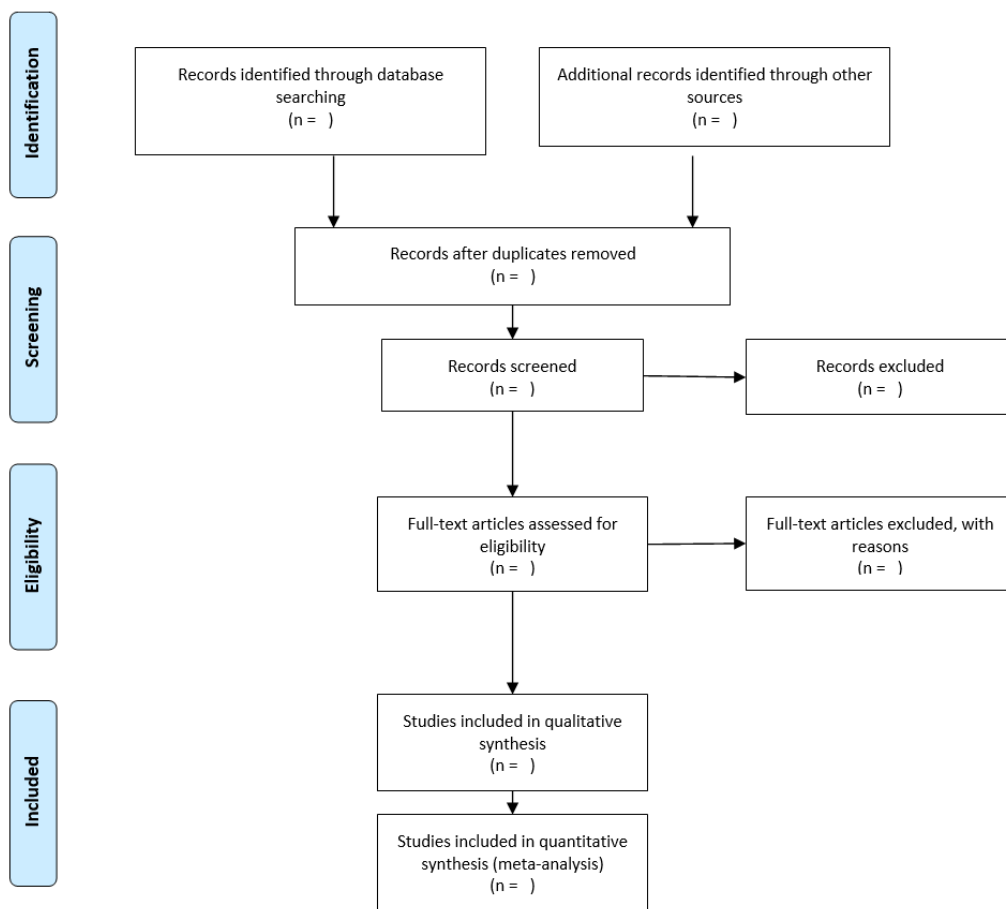 Identification
Records identified through database
searching
(n =   )
Additional records identified through other
sources
(n =   )
Screening
Records after duplicates removed
(n =   )
Records screened
(n =   )
Records excluded
(n =   )
Eligibility
Full-text articles assessed for
eligibility
(n =   )
Full-text articles excluded, with
reasons
(n =   )
Included
Studies included in qualitative
synthesis
(n =   )
Studies included in quantitative
synthesis (meta-analysis)
(n =   )